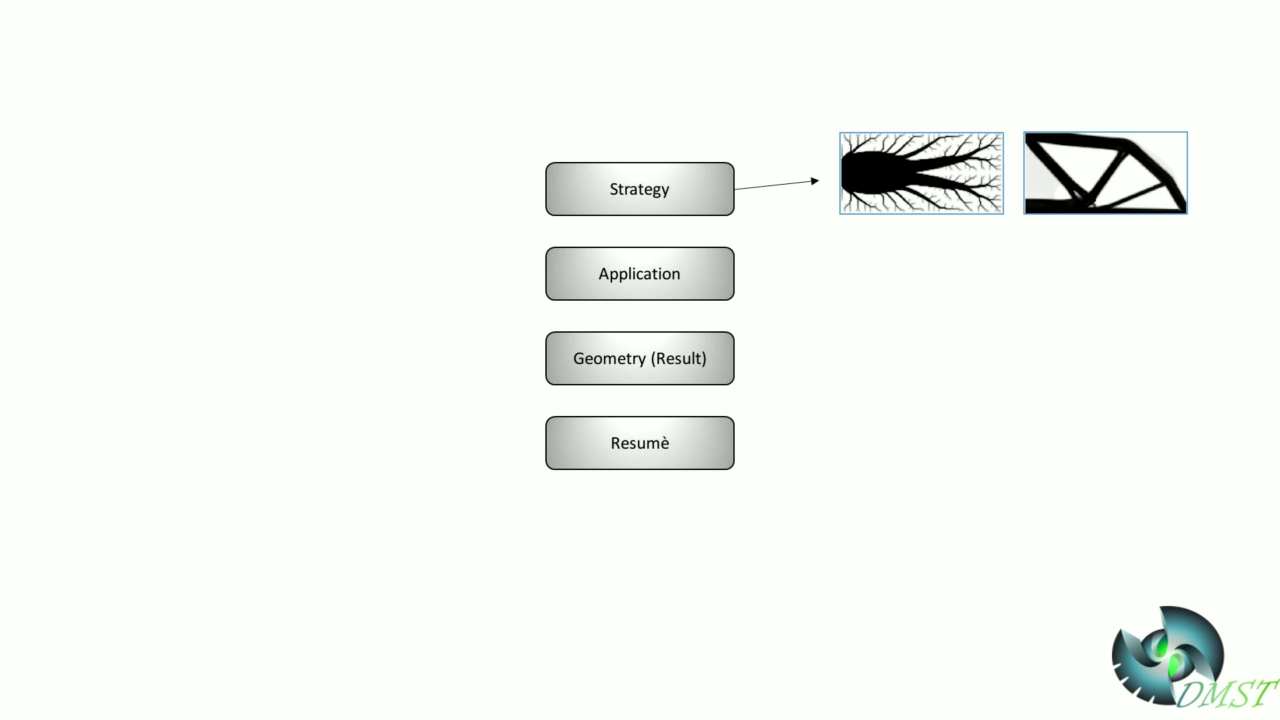 Strategy
Application
Geometry (Result)
Resumè
DMST